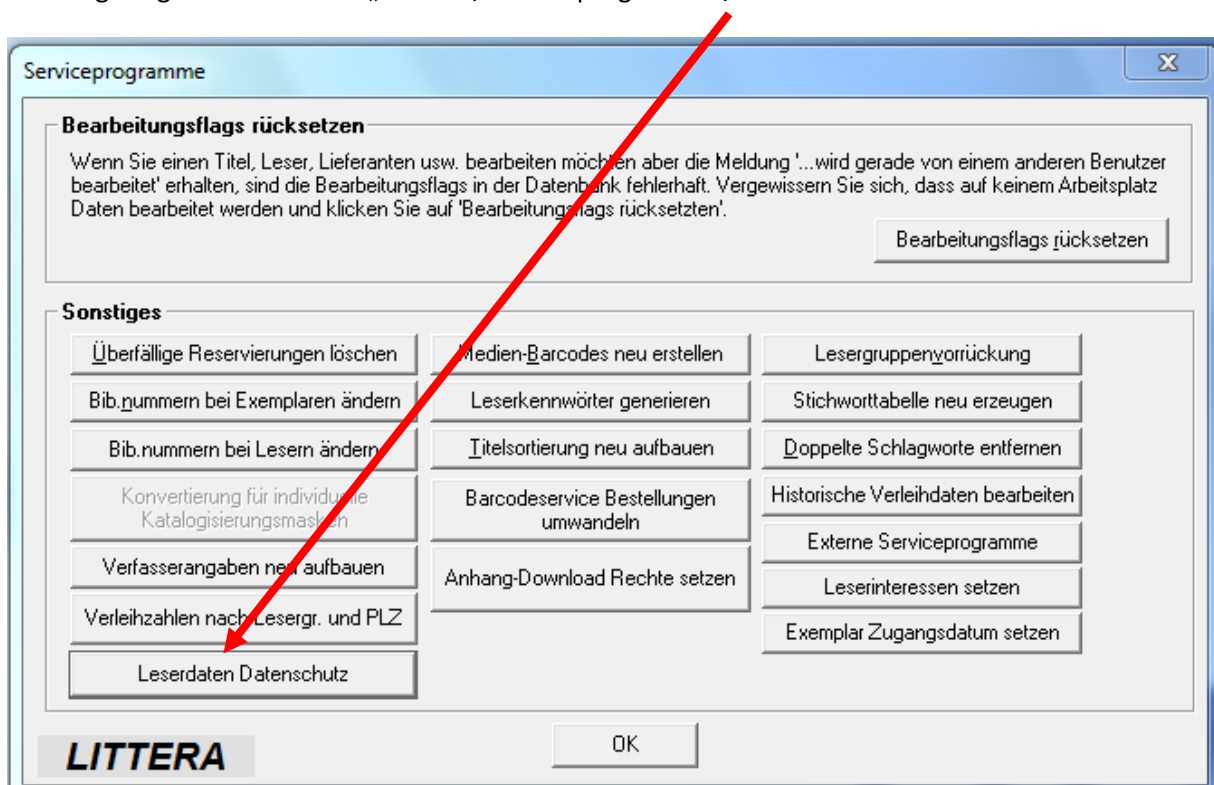 Serviceprogramme
Bearbeitungsflags rücksetzen
Wenn Sie einen Titel, Leser, Lieferanten usw. bearbeiten möchten aber die Meldung '...wird gerade von einem anderen Benutzer
bearbeitet' erhalten, sind die Bearbeitungsflags in der Datenbank fehlerhaft. Vergewissern Sie sich, dass auf keinem Arbeitsplatz
Daten bearbeitet werden und klicken Sie auf 'Bearbeitungsflags rücksetzten'.
Bearbeitungsflags rücksetzen
Sonstiges
Überfällige Reservierungen löschen
Bib.nummern bei Exemplaren ändern
Bib.nummern bei Lesern ändern
Konvertierung für individuelle
Katalogisierungsmasken
Verfasserangaben neu aufbauen
Verleihzahlen nach Lesergr. und PLZ
Leserdaten Datenschutz
Medien-Barcodes neu erstellen
Leserkennwörter generieren
Titelsortierung neu aufbauen
Barcodeservice Bestellungen
umwandeln
Anhang-Download Rechte setzen
Lesergruppenvorrückung
Stichworttabelle neu erzeugen
Doppelte Schlagworte entfernen
Historische Verleihdaten bearbeiten
Externe Serviceprogramme
Leserinteressen setzen
Exemplar Zugangsdatum setzen
OK
LITTERA